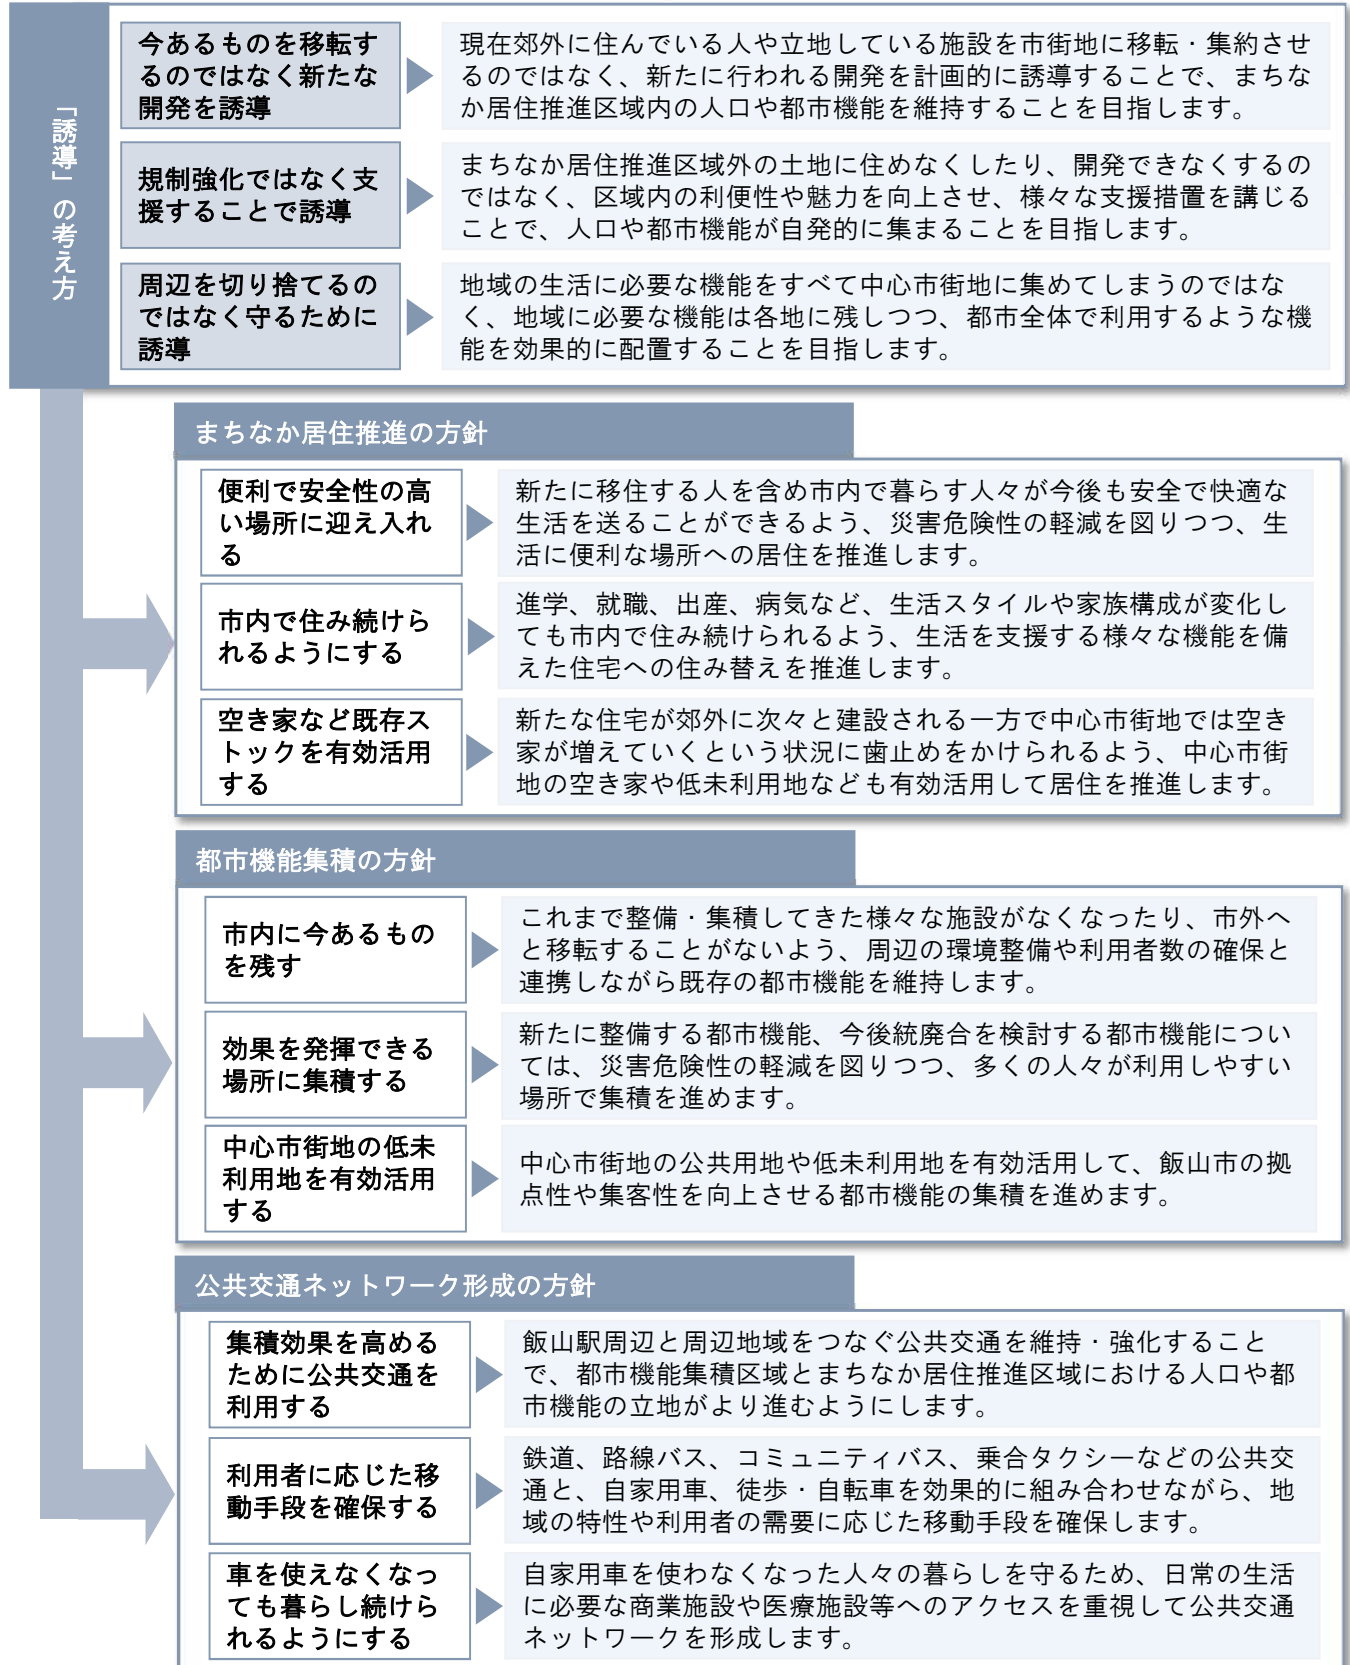 「誘導」の考え方
今あるものを移転す
るのではなく新たな
開発を誘導
現在郊外に住んでいる人や立地している施設を市街地に移転・集約させ
るのではなく、新たに行われる開発を計画的に誘導することで、まちな
か居住推進区域内の人口や都市機能を維持することを目指します。
規制強化ではなく支
援することで誘導
まちなか居住推進区域外の土地に住めなくしたり、開発できなくするの
ではなく、区域内の利便性や魅力を向上させ、様々な支援措置を講じる
ことで、人口や都市機能が自発的に集まることを目指します。
周辺を切り捨てるの
ではなく守るために
誘導
地域の生活に必要な機能をすべて中心市街地に集めてしまうのではな
く、地域に必要な機能は各地に残しつつ、都市全体で利用するような機
能を効果的に配置することを目指します。
まちなか居住推進の方針
便利で安全性の高
い場所に迎え入れ
る
新たに移住する人を含め市内で暮らす人々が今後も安全で快適な
生活を送ることができるよう、災害危険性の軽減を図りつつ、生
活に便利な場所への居住を推進します。
市内で住み続けら
れるようにする
進学、就職、出産、病気など、生活スタイルや家族構成が変化し
ても市内で住み続けられるよう、生活を支援する様々な機能を備
えた住宅への住み替えを推進します。
空き家など既存ス
トックを有効活用
する
新たな住宅が郊外に次々と建設される一方で中心市街地では空き
家が増えていくという状況に歯止めをかけられるよう、中心市街
地の空き家や低未利用地なども有効活用して居住を推進します。
都市機能集積の方針
市内に今あるもの
を残す
これまで整備・集積してきた様々な施設がなくなったり、市外へ
と移転することがないよう、周辺の環境整備や利用者数の確保と
連携しながら既存の都市機能を維持します。
効果を発揮できる
場所に集積する
新たに整備する都市機能、今後統廃合を検討する都市機能につい
ては、災害危険性の軽減を図りつつ、多くの人々が利用しやすい
場所で集積を進めます。
中心市街地の低未
利用地を有効活用
する
中心市街地の公共用地や低未利用地を有効活用して、飯山市の拠
点性や集客性を向上させる都市機能の集積を進めます。
公共交通ネットワーク形成の方針
集積効果を高める
ために公共交通を
利用する
飯山駅周辺と周辺地域をつなぐ公共交通を維持・強化すること
で、都市機能集積区域とまちなか居住推進区域における人口や都
市機能の立地がより進むようにします。
利用者に応じた移
動手段を確保する
鉄道、路線バス、コミュニティバス、乗合タクシーなどの公共交
通と、自家用車、徒歩・自転車を効果的に組み合わせながら、地
域の特性や利用者の需要に応じた移動手段を確保します。
車を使えなくなっ
ても暮らし続けら
れるようにする
自家用車を使わなくなった人々の暮らしを守るため、日常の生活
に必要な商業施設や医療施設等へのアクセスを重視して公共交通
ネットワークを形成します。